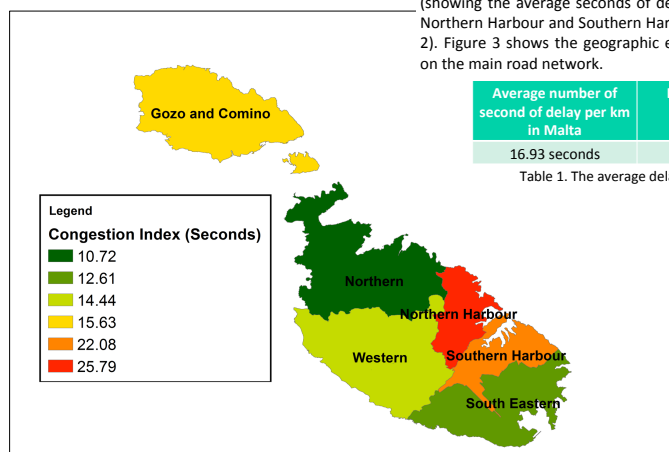 (showing the average seconds of de
Northern Harbour and Southern Har
2). Figure 3 shows the geographic e
on the main road network.
Average number of
second of delay per km
in Malta
16.93 seconds
Table 1. The average dela
Gozo and Comino
Legend
Congestion Index (Seconds)
10.72
12.61
14.44
15.63
22.08
25.79
Northern
Northern Harbour
Western
Southern Harbour
South Eastern